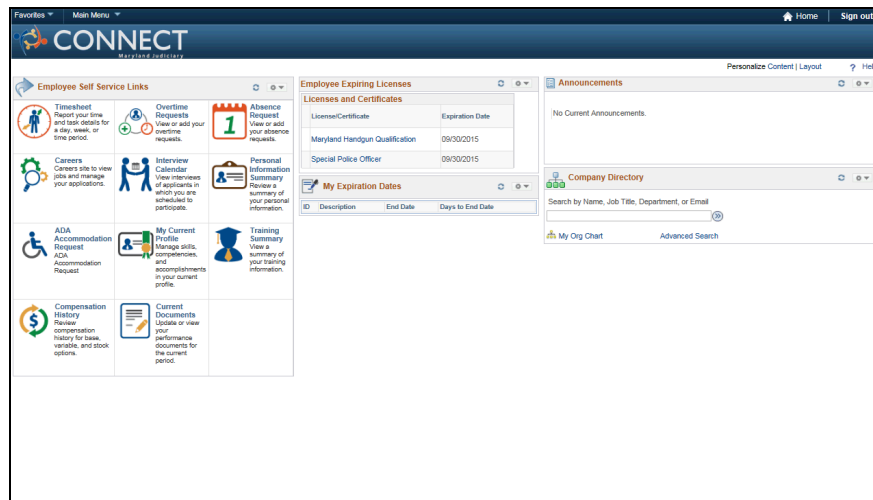 Favorites Main Menu
Home Sign out
CONNECT
Maryland Judiciary
Personalize Content | Layout ? Hel
Employee Self Service Links
Timesheet
Report your time
and task details for
a day, week, or
time period.
Overtime
Requests
View or add your
overtime
requests.
1
Absence
Request
View or add
your absence
requests.
Careers
Careers site to view
jobs and manage
your applications.
Interview
Calendar
View interviews
of applicants in
which you are
scheduled to
participate.
Personal
Information
Summary
Review a
summary of
your personal
information.
ADA
Accommodation
Request
ADA
Accommodation
Request
My Current
Profile
Manage skills,
competencies,
and
accomplishments
in your current
profile.
Training
Summary
View a
summary of
your training
information.
$
Compensation
History
Review
compensation
history for base,
variable, and stock
options.
Current
Documents
Update or view
your
performance
documents for
the current
period.
Employee Expiring Licenses
Licenses and Certificates
License/Certificate Expiration Date
Maryland Handgun Qualification 09/30/2015
Special Police Officer 09/30/2015
My Expiration Dates
ID Description End Date Days to End Date
Announcements
No Current Announcements.
Company Directory
Search by Name, Job Title, Department, or Email
My Org Chart Advanced Search